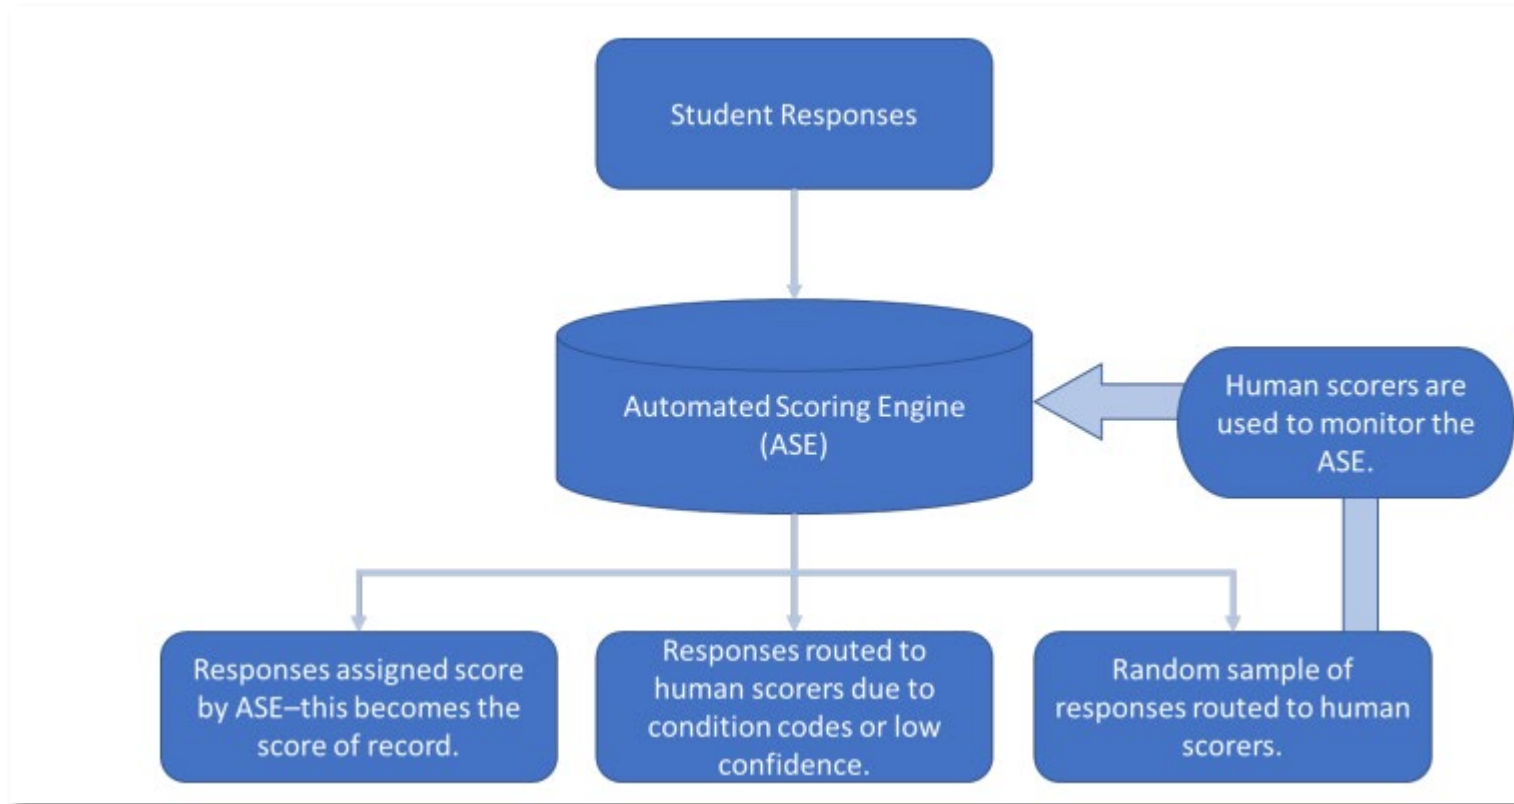 Student Responses
Automated Scoring Engine
(ASE)
Human scorers are
used to monitor the
ASE.
Responses assigned score
by ASE–this becomes the
score of record.
Responses routed to
human scorers due to
condition codes or low
confidence.
Random sample of
responses routed to human
scorers.